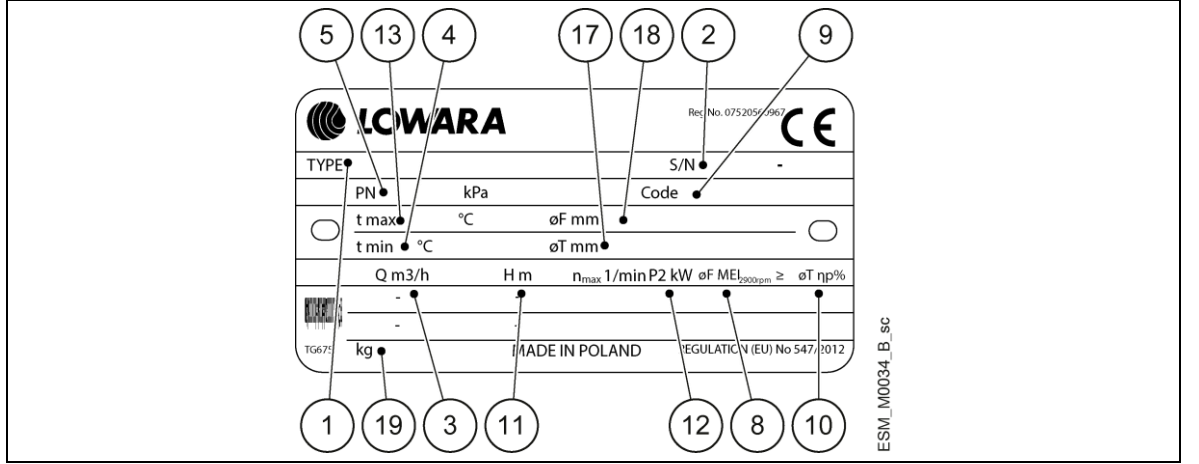 5 13 4 17 18 2 9
LOWARA
CE
TYPE S/N -
PN kPa Code
t max °C øF mm
t min °C øT mm
Q m3/h H m nmax 1/min P2 kW øF MEI2900rpm ≥ øT ηp%
- -
- -
kg MADE IN POLAND REGULATION (EU) No 547/2012
1 19 3 11 12 8 10
ESM_M0034_B_sc